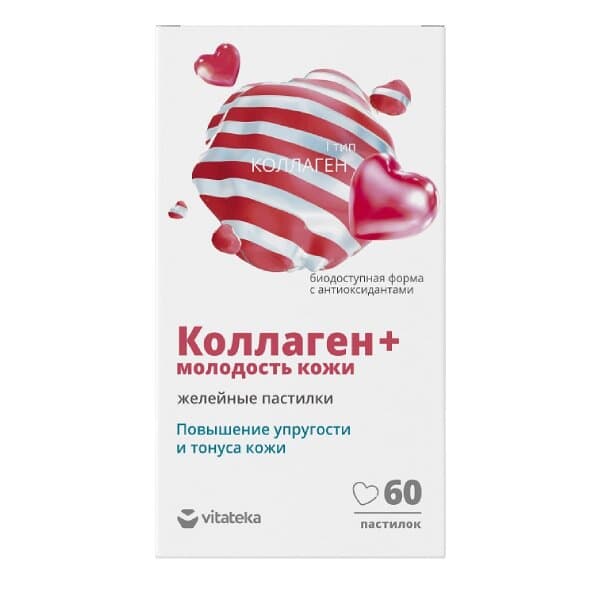 I тип
КОЛЛАГЕН
биодоступная форма
с антиоксидантами
Коллаген+
молодость кожи
желейные пастилки
Повышение упругости
и тонуса кожи
60
пастилок
vitateka